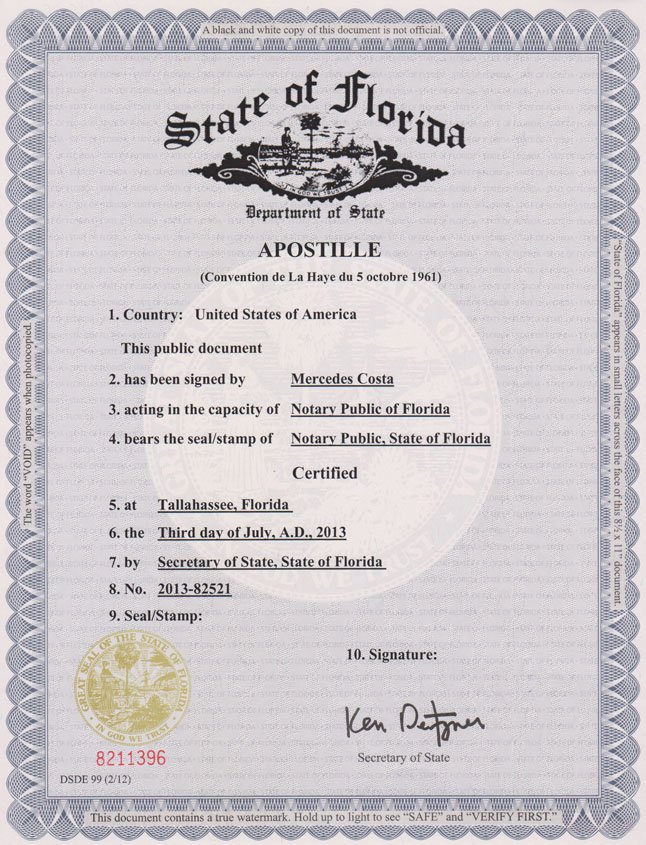 A black and white copy of this document is not official.
State of Florida
IN GOD WE TRUST
Department of State
APOSTILLE
(Convention de La Haye du 5 octobre 1961)
1. Country: United States of America
This public document
2. has been signed by Mercedes Costa
3. acting in the capacity of Notary Public of Florida
4. bears the seal/stamp of Notary Public, State of Florida
Certified
5. at Tallahassee, Florida
6. the Third day of July, A.D., 2013
7. by Secretary of State, State of Florida
8. No. 2013-82521
9. Seal/Stamp:
GREAT SEAL OF THE STATE OF FLORIDA
IN GOD WE TRUST
10. Signature:
Ken Detzner
Secretary of State
8211396
DSDE 99 (2/12)
This document contains a true watermark. Hold up to light to see “SAFE” and “VERIFY FIRST.”
The word “VOID” appears when photocopied.
“State of Florida” appears in small letters across the face of this 8½ x 11" document.